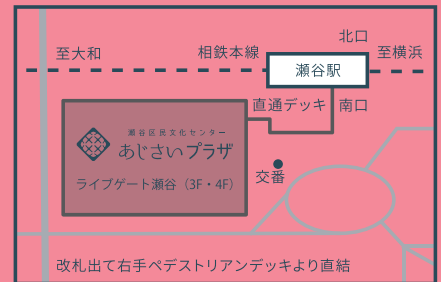 北口
至大和
相鉄本線
至横浜
瀬谷駅
直通デッキ
南口
瀬谷区民文化センター
あじさいプラザ
ライブゲート瀬谷（3F・4F）
交番
改札出て右手ペデストリアンデッキより直結